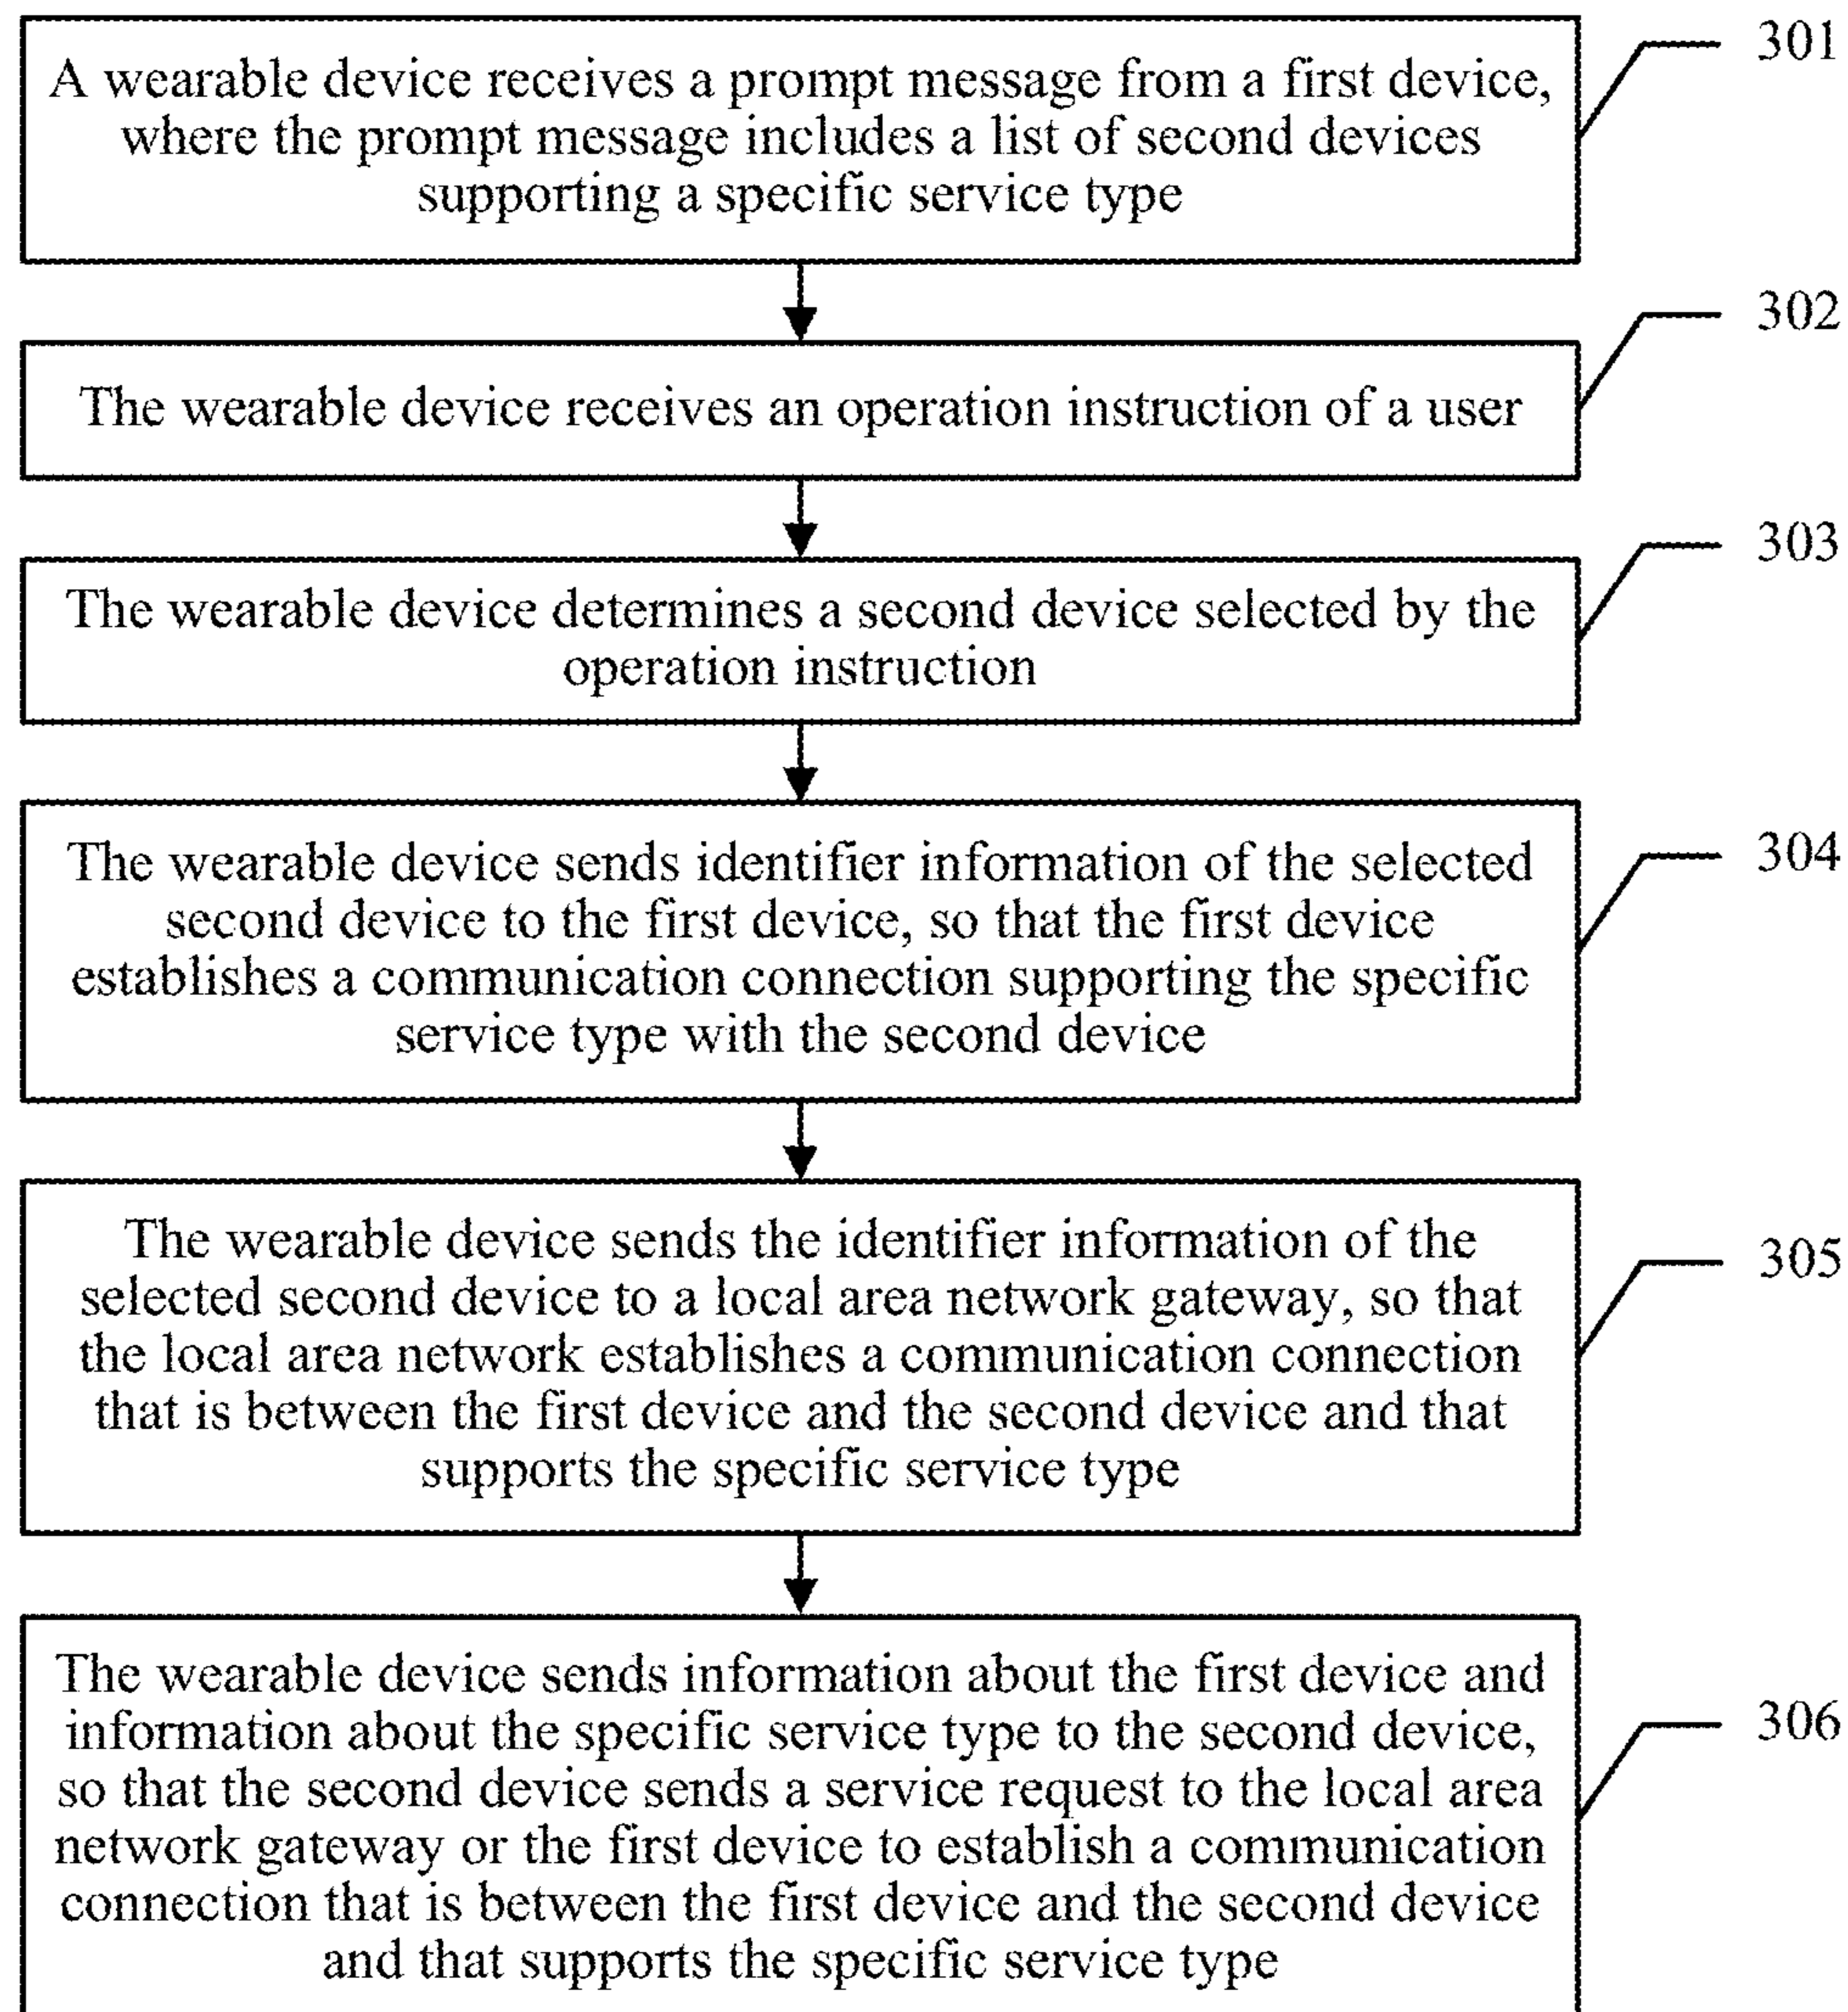 301
A wearable device receives a prompt message from a first device,
where the prompt message includes a list of second devices
supporting a specific service type
302
The wearable device receives an operation instruction of a user
303
The wearable device determines a second device selected by the
operation instruction
304
The wearable device sends identifier information of the selected
second device to the first device, so that the first device
establishes a communication connection supporting the specific
service type with the second device
305
The wearable device sends the identifier information of the
selected second device to a local area network gateway, so that
the local area network establishes a communication connection
that is between the first device and the second device and that
supports the specific service type
306
The wearable device sends information about the first device and
information about the specific service type to the second device,
so that the second device sends a service request to the local area
network gateway or the first device to establish a communication
connection that is between the first device and the second device
and that supports the specific service type